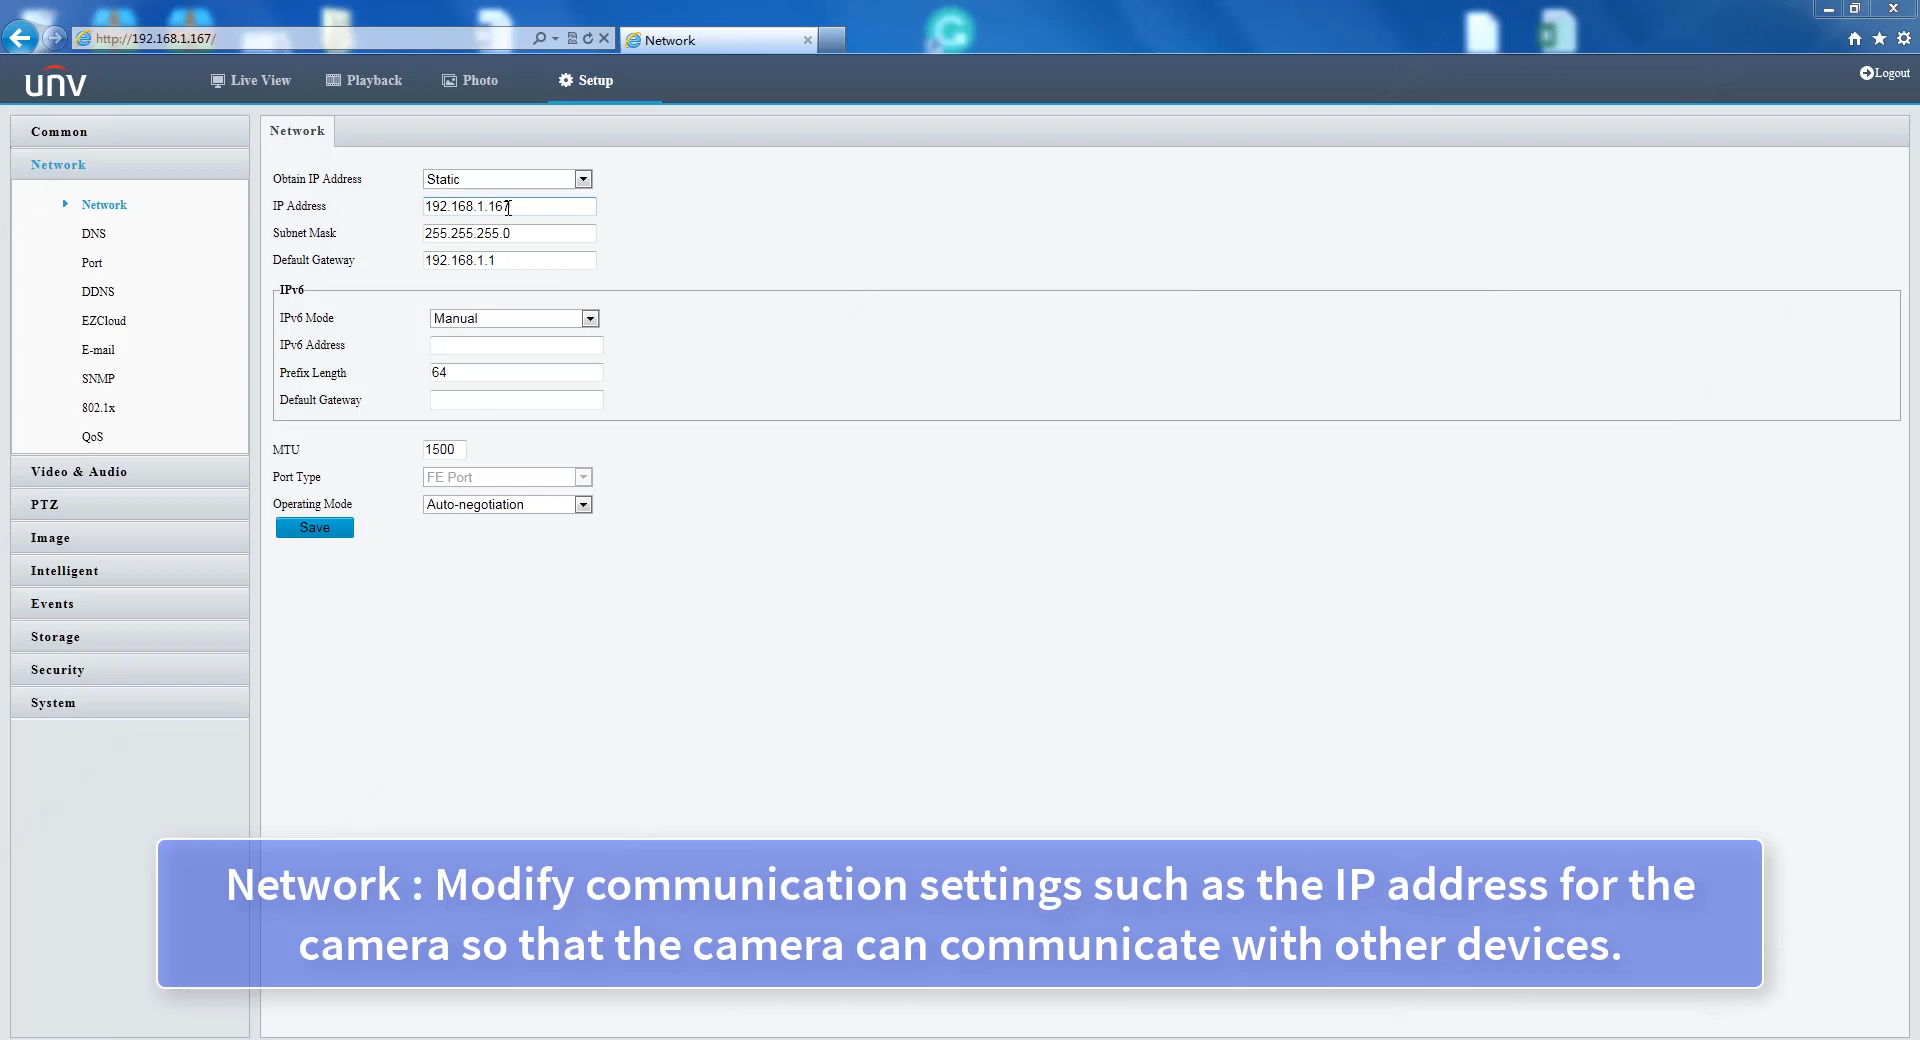 http://192.168.1.167/
Network
unv
Live View
Playback
Photo
Setup
Logout
Common
Network
Network
DNS
Port
DDNS
EZCloud
E-mail
SNMP
802.1x
QoS
Video & Audio
PTZ
Image
Intelligent
Events
Storage
Security
System
Network
Obtain IP Address Static
IP Address 192.168.1.167
Subnet Mask 255.255.255.0
Default Gateway 192.168.1.1
IPv6
IPv6 Mode Manual
IPv6 Address
Prefix Length 64
Default Gateway
MTU 1500
Port Type FE Port
Operating Mode Auto-negotiation
Save
Network : Modify communication settings such as the IP address for the
camera so that the camera can communicate with other devices.